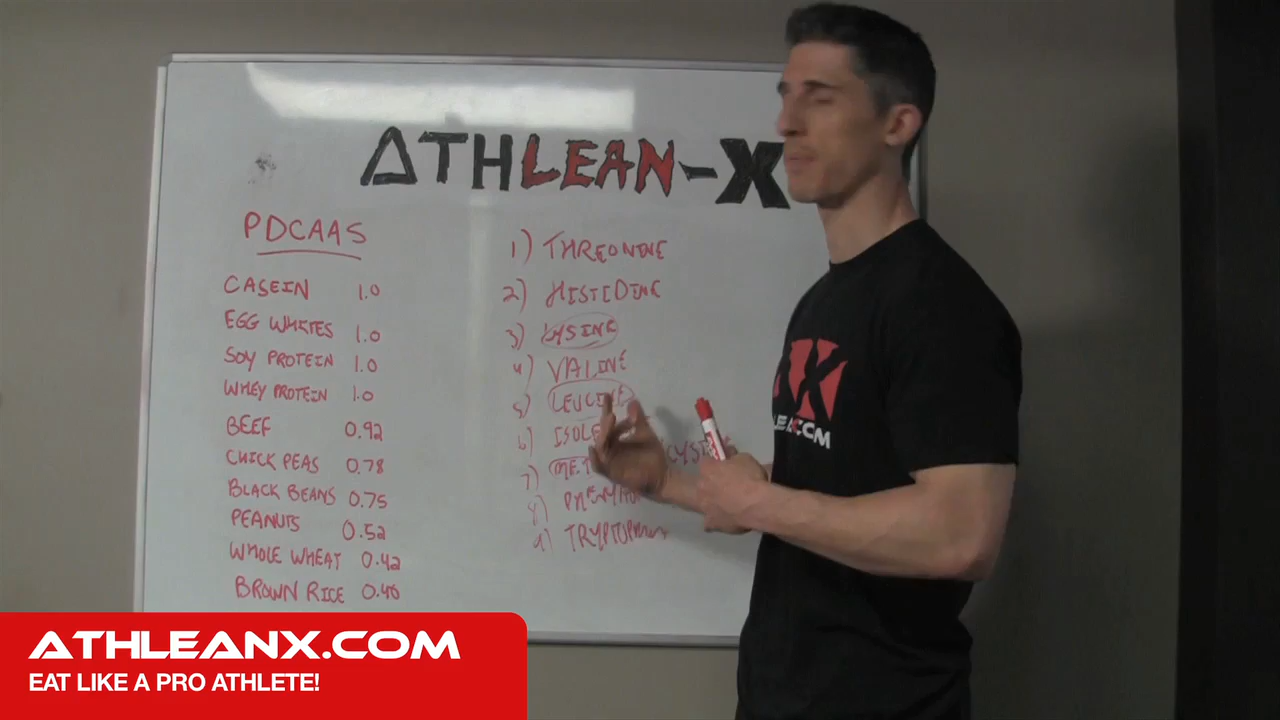 ATHLEAN-X
PDCAAS
CASEIN 1.0
EGG WHITES 1.0
SOY PROTEIN 1.0
WHEY PROTEIN 1.0
BEEF 0.92
CHICK PEAS 0.78
BLACK BEANS 0.75
PEANUTS 0.52
WHOLE WHEAT 0.42
BROWN RICE
1) THREONINE
2) HISTIDINE
3) LYSINE
4) VALINE
5) LEUCINE
6) ISOLE
7) MET
8)
9) TRYPTOPHAN
ATHLEANX.COM
EAT LIKE A PRO ATHLETE!